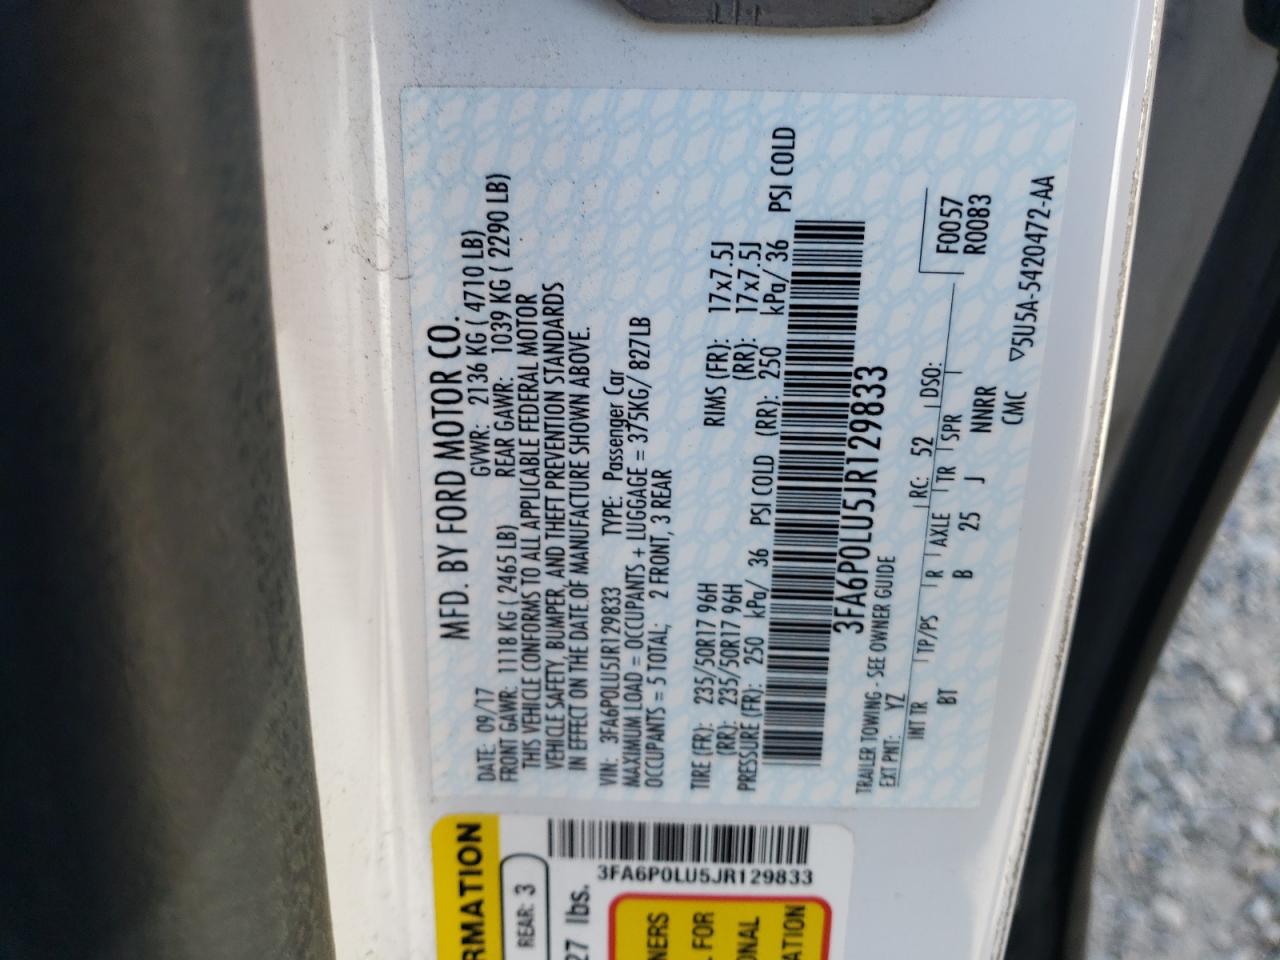 MFD. BY FORD MOTOR CO.
DATE: 09/17 GVWR: 2136 KG ( 4710 LB)
FRONT GAWR: 1118 KG ( 2465 LB) REAR GAWR: 1039 KG ( 2290 LB)
THIS VEHICLE CONFORMS TO ALL APPLICABLE FEDERAL MOTOR
VEHICLE SAFETY, BUMPER, AND THEFT PREVENTION STANDARDS
IN EFFECT ON THE DATE OF MANUFACTURE SHOWN ABOVE.
VIN: 3FA6P0LU5JR129833 TYPE: Passenger Car
MAXIMUM LOAD = OCCUPANTS + LUGGAGE = 375KG/ 827LB
OCCUPANTS = 5 TOTAL; 2 FRONT, 3 REAR
TIRE (FR): 235/50R17 96H RIMS (FR): 17x7.5J
(RR): 235/50R17 96H (RR): 17x7.5J
PRESSURE (FR): 250 kPa/ 36 PSI COLD (RR): 250 kPa/ 36 PSI COLD
3FA6P0LU5JR129833
TRAILER TOWING - SEE OWNER GUIDE
EXT PNT: YZ RC: 52 DSO:
INT TR TP/PS R AXLE TR SPR F0057
BT B 25 J NNRR R0083
CMC ▽5U5A-5420472-AA
RMATION
REAR: 3
27 lbs.
3FA6P0LU5JR129833
NERS
FOR
ONAL
ATION